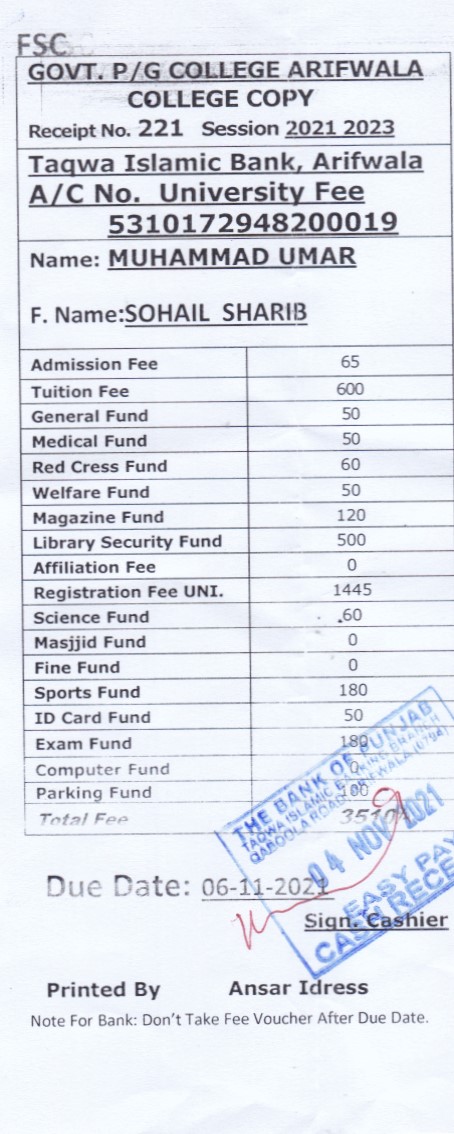 FSC
GOVT. P/G COLLEGE ARIFWALA
COLLEGE COPY
Receipt No. 221 Session 2021 2023
Taqwa Islamic Bank, Arifwala
A/C No. University Fee
5310172948200019
Name: MUHAMMAD UMAR
F. Name:SOHAIL SHARIB
Admission Fee 65
Tuition Fee 600
General Fund 50
Medical Fund 50
Red Cress Fund 60
Welfare Fund 50
Magazine Fund 120
Library Security Fund 500
Affiliation Fee 0
Registration Fee UNI. 1445
Science Fund 60
Masjjid Fund 0
Fine Fund 0
Sports Fund 180
ID Card Fund 50
Exam Fund 180
Computer Fund 0
Parking Fund 100
Total Fee 3510
THE BANK OF PUNJAB
TAQWA ISLAMIC BANKING BRANCH
QABOOLA ROAD ARIFWALA (0794)
04 NOV 2021
EASY PAY
CASH RECE
Due Date: 06-11-2021
Sign. Cashier
Printed By Ansar Idress
Note For Bank: Don't Take Fee Voucher After Due Date.